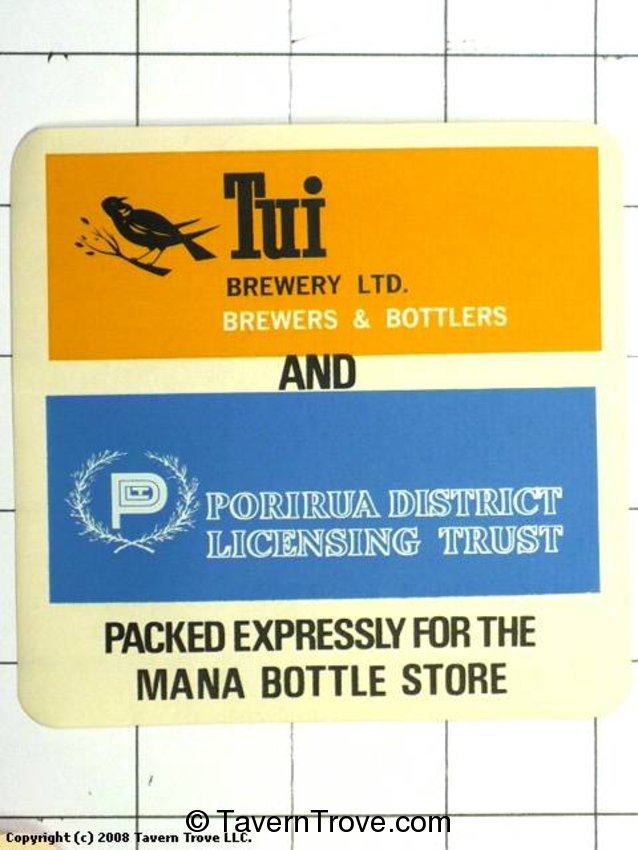 Tui
BREWERY LTD.
BREWERS & BOTTLERS
AND
PORIRUA DISTRICT
LICENSING TRUST
PACKED EXPRESSLY FOR THE
MANA BOTTLE STORE
© TavernTrove.com
Copyright (c) 2008 Tavern Trove LLC.